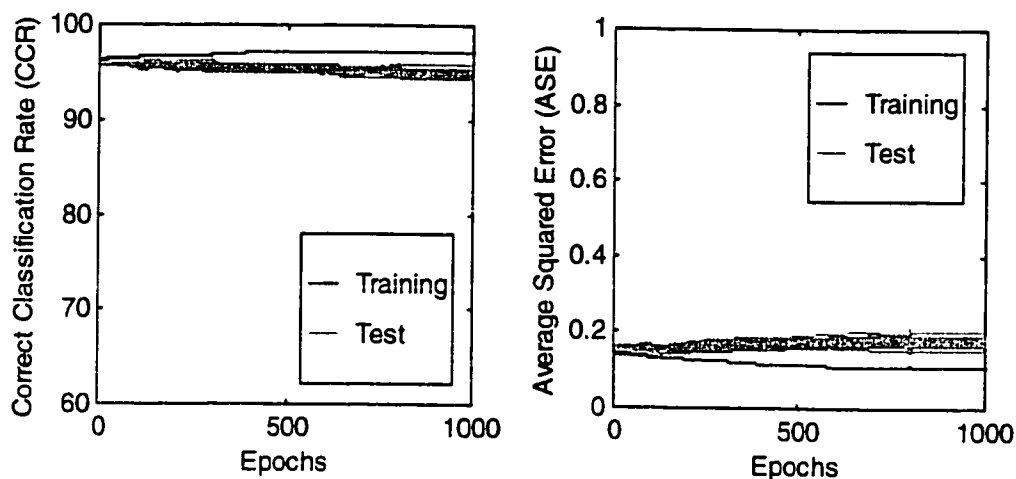 Correct Classification Rate (CCR)
100
90
80
70
60
Training
Test
0
500
1000
Epochs
Average Squared Error (ASE)
1
0.8
0.6
0.4
0.2
0
Training
Test
0
500
1000
Epochs